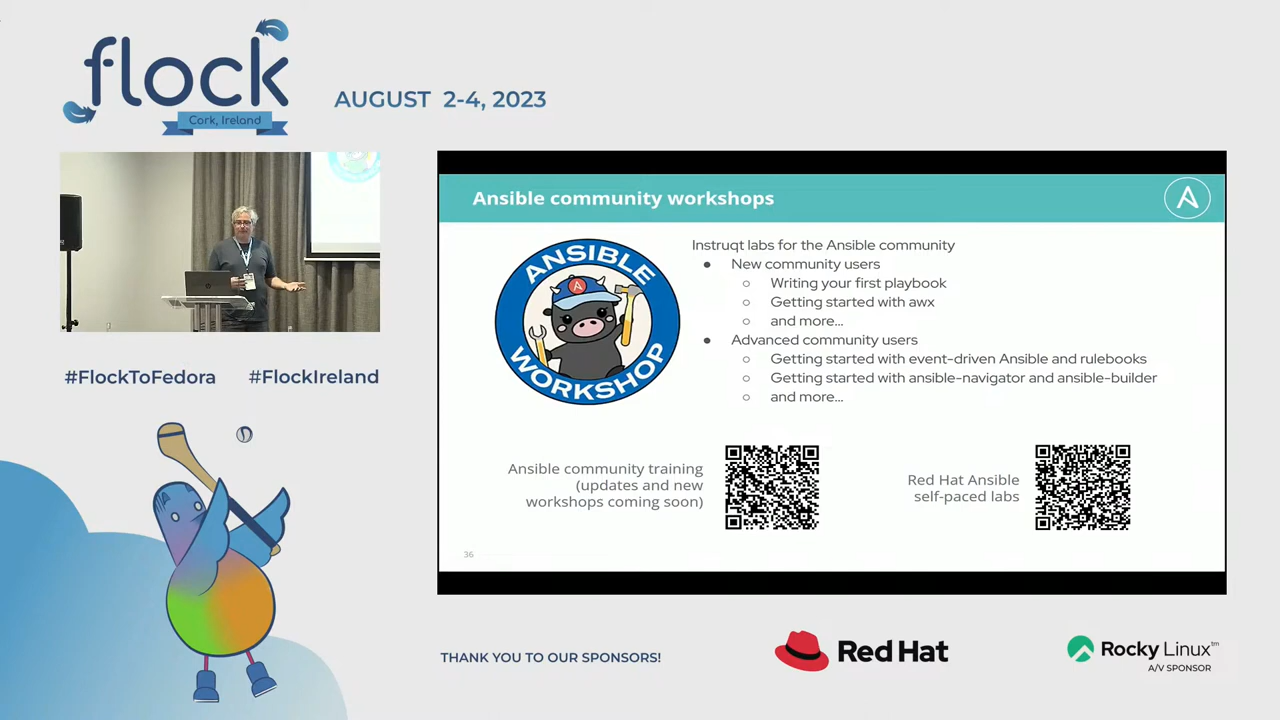 flock
Cork, Ireland
AUGUST 2-4, 2023
#FlockToFedora #FlockIreland
Ansible community workshops
ANSIBLE
WORKSHOP
Instruqt labs for the Ansible community
● New community users
○ Writing your first playbook
○ Getting started with awx
○ and more...
● Advanced community users
○ Getting started with event-driven Ansible and rulebooks
○ Getting started with ansible-navigator and ansible-builder
○ and more...
Ansible community training
(updates and new
workshops coming soon)
Red Hat Ansible
self-paced labs
36
THANK YOU TO OUR SPONSORS!
Red Hat
Rocky Linux™
A/V SPONSOR